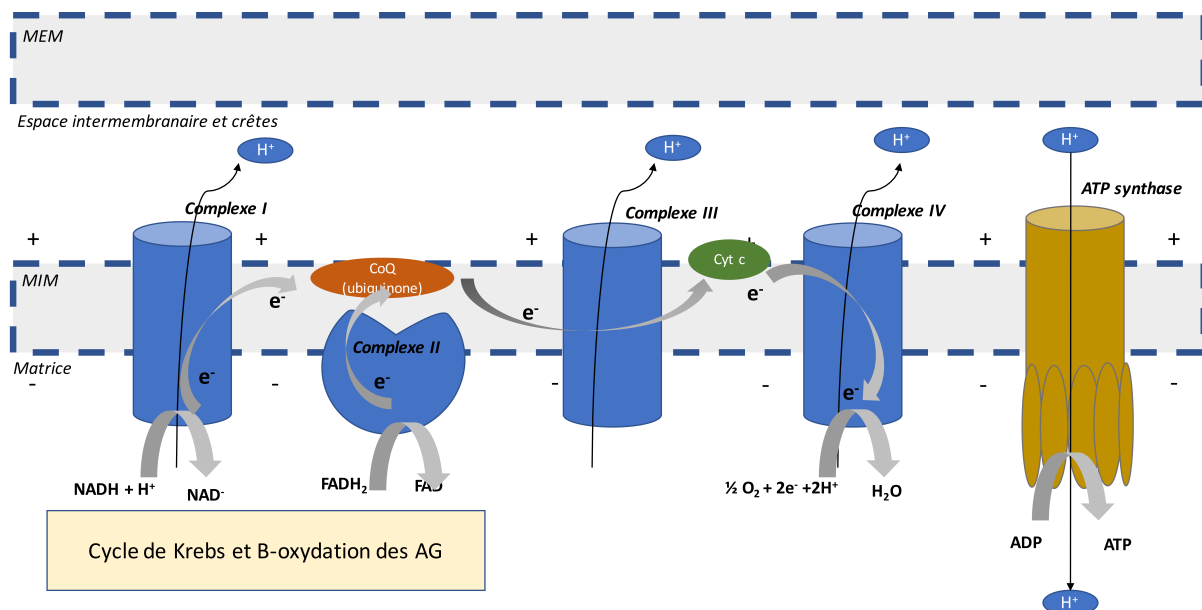 MEM
Espace intermembranaire et crêtes
H⁺
H⁺
H⁺
H⁺
Complexe I
Complexe III
Complexe IV
ATP synthase
+
+
+
+
+
+
MIM
CoQ
(ubiquinone)
Cyt c
e⁻
e⁻
e⁻
Complexe II
Matrice
-
-
-
-
-
-
e⁻
e⁻
e⁻
NADH + H⁺
NAD⁻
FADH₂
FAD
½ O₂ + 2e⁻ +2H⁺
H₂O
ADP
ATP
Cycle de Krebs et B-oxydation des AG
H⁺